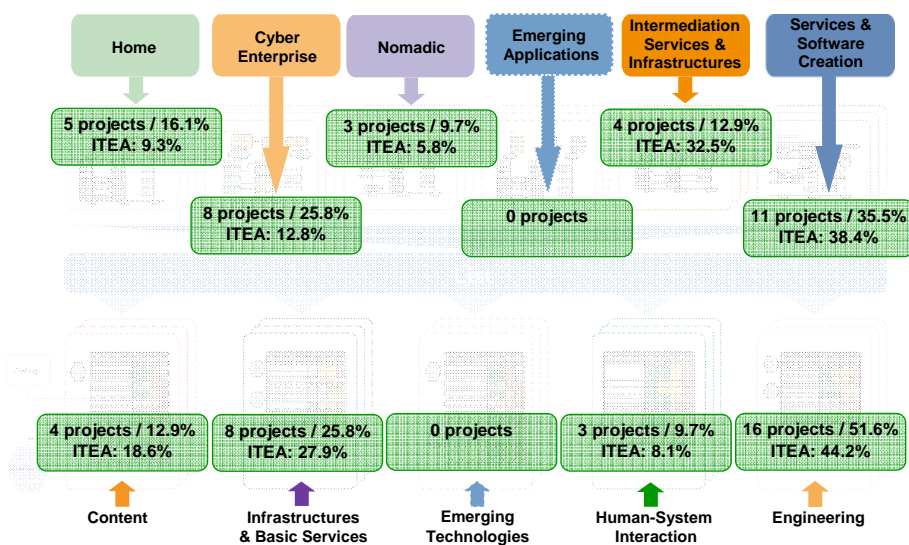 Home
Cyber
Enterprise
Nomadic
Emerging
Applications
Intermediation
Services &
Infrastructures
Services &
Software
Creation
5 projects / 16.1%
ITEA: 9.3%
3 projects / 9.7%
ITEA: 5.8%
4 projects / 12.9%
ITEA: 32.5%
8 projects / 25.8%
ITEA: 12.8%
0 projects
11 projects / 35.5%
ITEA: 38.4%
4 projects / 12.9%
ITEA: 18.6%
8 projects / 25.8%
ITEA: 27.9%
0 projects
3 projects / 9.7%
ITEA: 8.1%
16 projects / 51.6%
ITEA: 44.2%
Content
Infrastructures
& Basic Services
Emerging
Technologies
Human-System
Interaction
Engineering